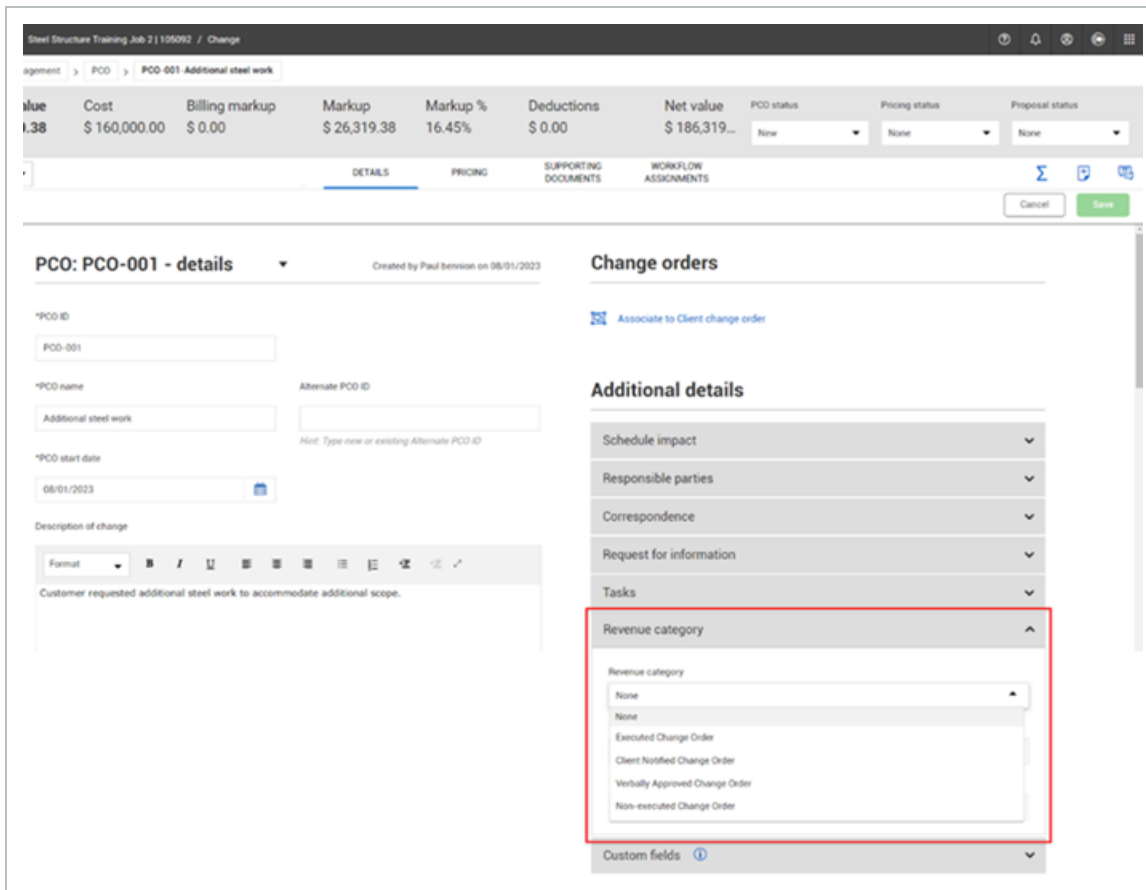 Steel Structure Training Job 2 | 105092 / Change
agement > PCO > PCO-001-Additional steel work
alue Cost Billing markup Markup Markup % Deductions Net value PCO status Pricing status Proposal status
0.38 $ 160,000.00 $ 0.00 $ 26,319.38 16.45% $ 0.00 $ 186,319... New None None
DETAILS PRICING SUPPORTING DOCUMENTS WORKFLOW ASSIGNMENTS
Cancel Save
PCO: PCO-001 - details Created by Paul bennion on 08/01/2023
*PCO ID
PCO-001
*PCO name Alternate PCO ID
Additional steel work
Hint: Type new or existing Alternate PCO ID
*PCO start date
08/01/2023
Description of change
Format B I U
Customer requested additional steel work to accommodate additional scope.
Change orders
Associate to Client change order
Additional details
Schedule impact
Responsible parties
Correspondence
Request for information
Tasks
Revenue category
Revenue category
None
None
Executed Change Order
Client Notified Change Order
Verbally Approved Change Order
Non-executed Change Order
Custom fields